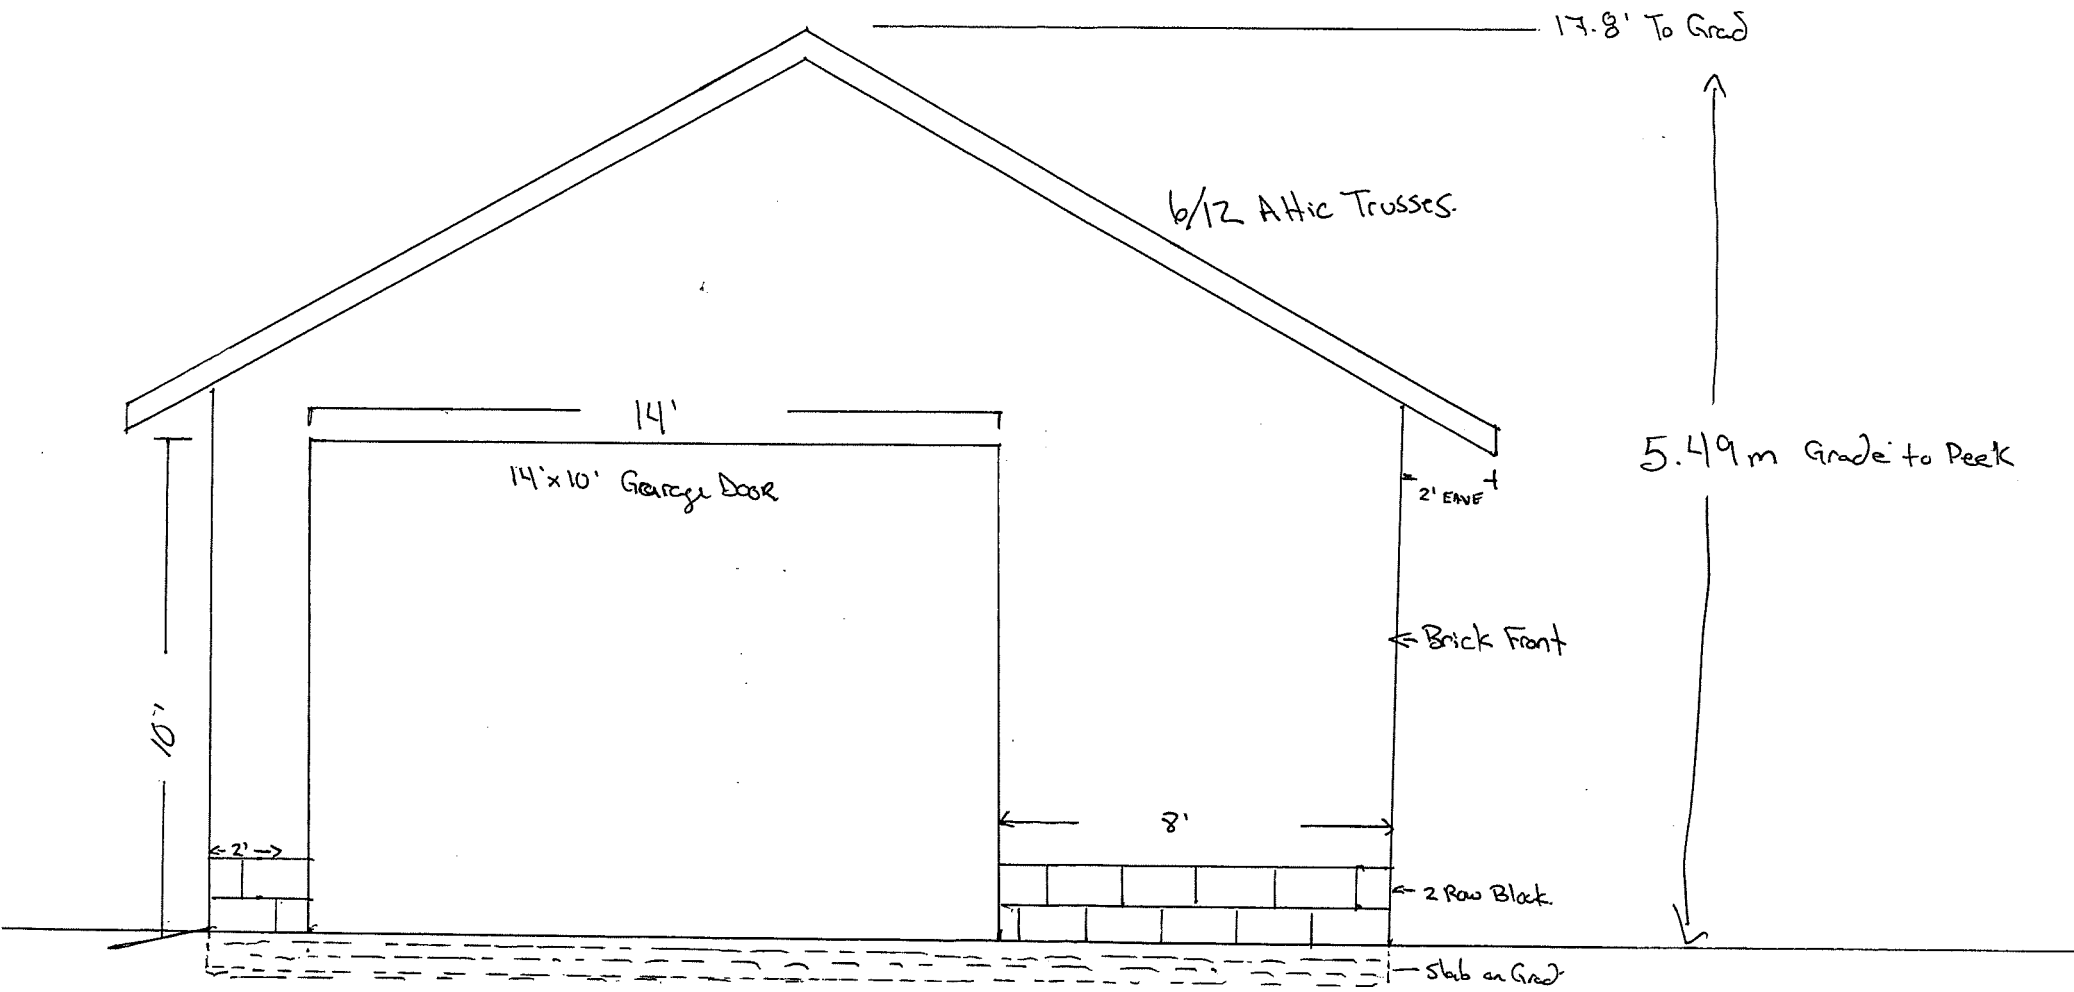 17.8' To Grad
6/12 Attic Trusses.
14'
14'x10' Garage Door
5.49m Grade to Peek
2' EAVE
Brick Front
10'
8'
2'
2 Row Block.
Slab on Grad